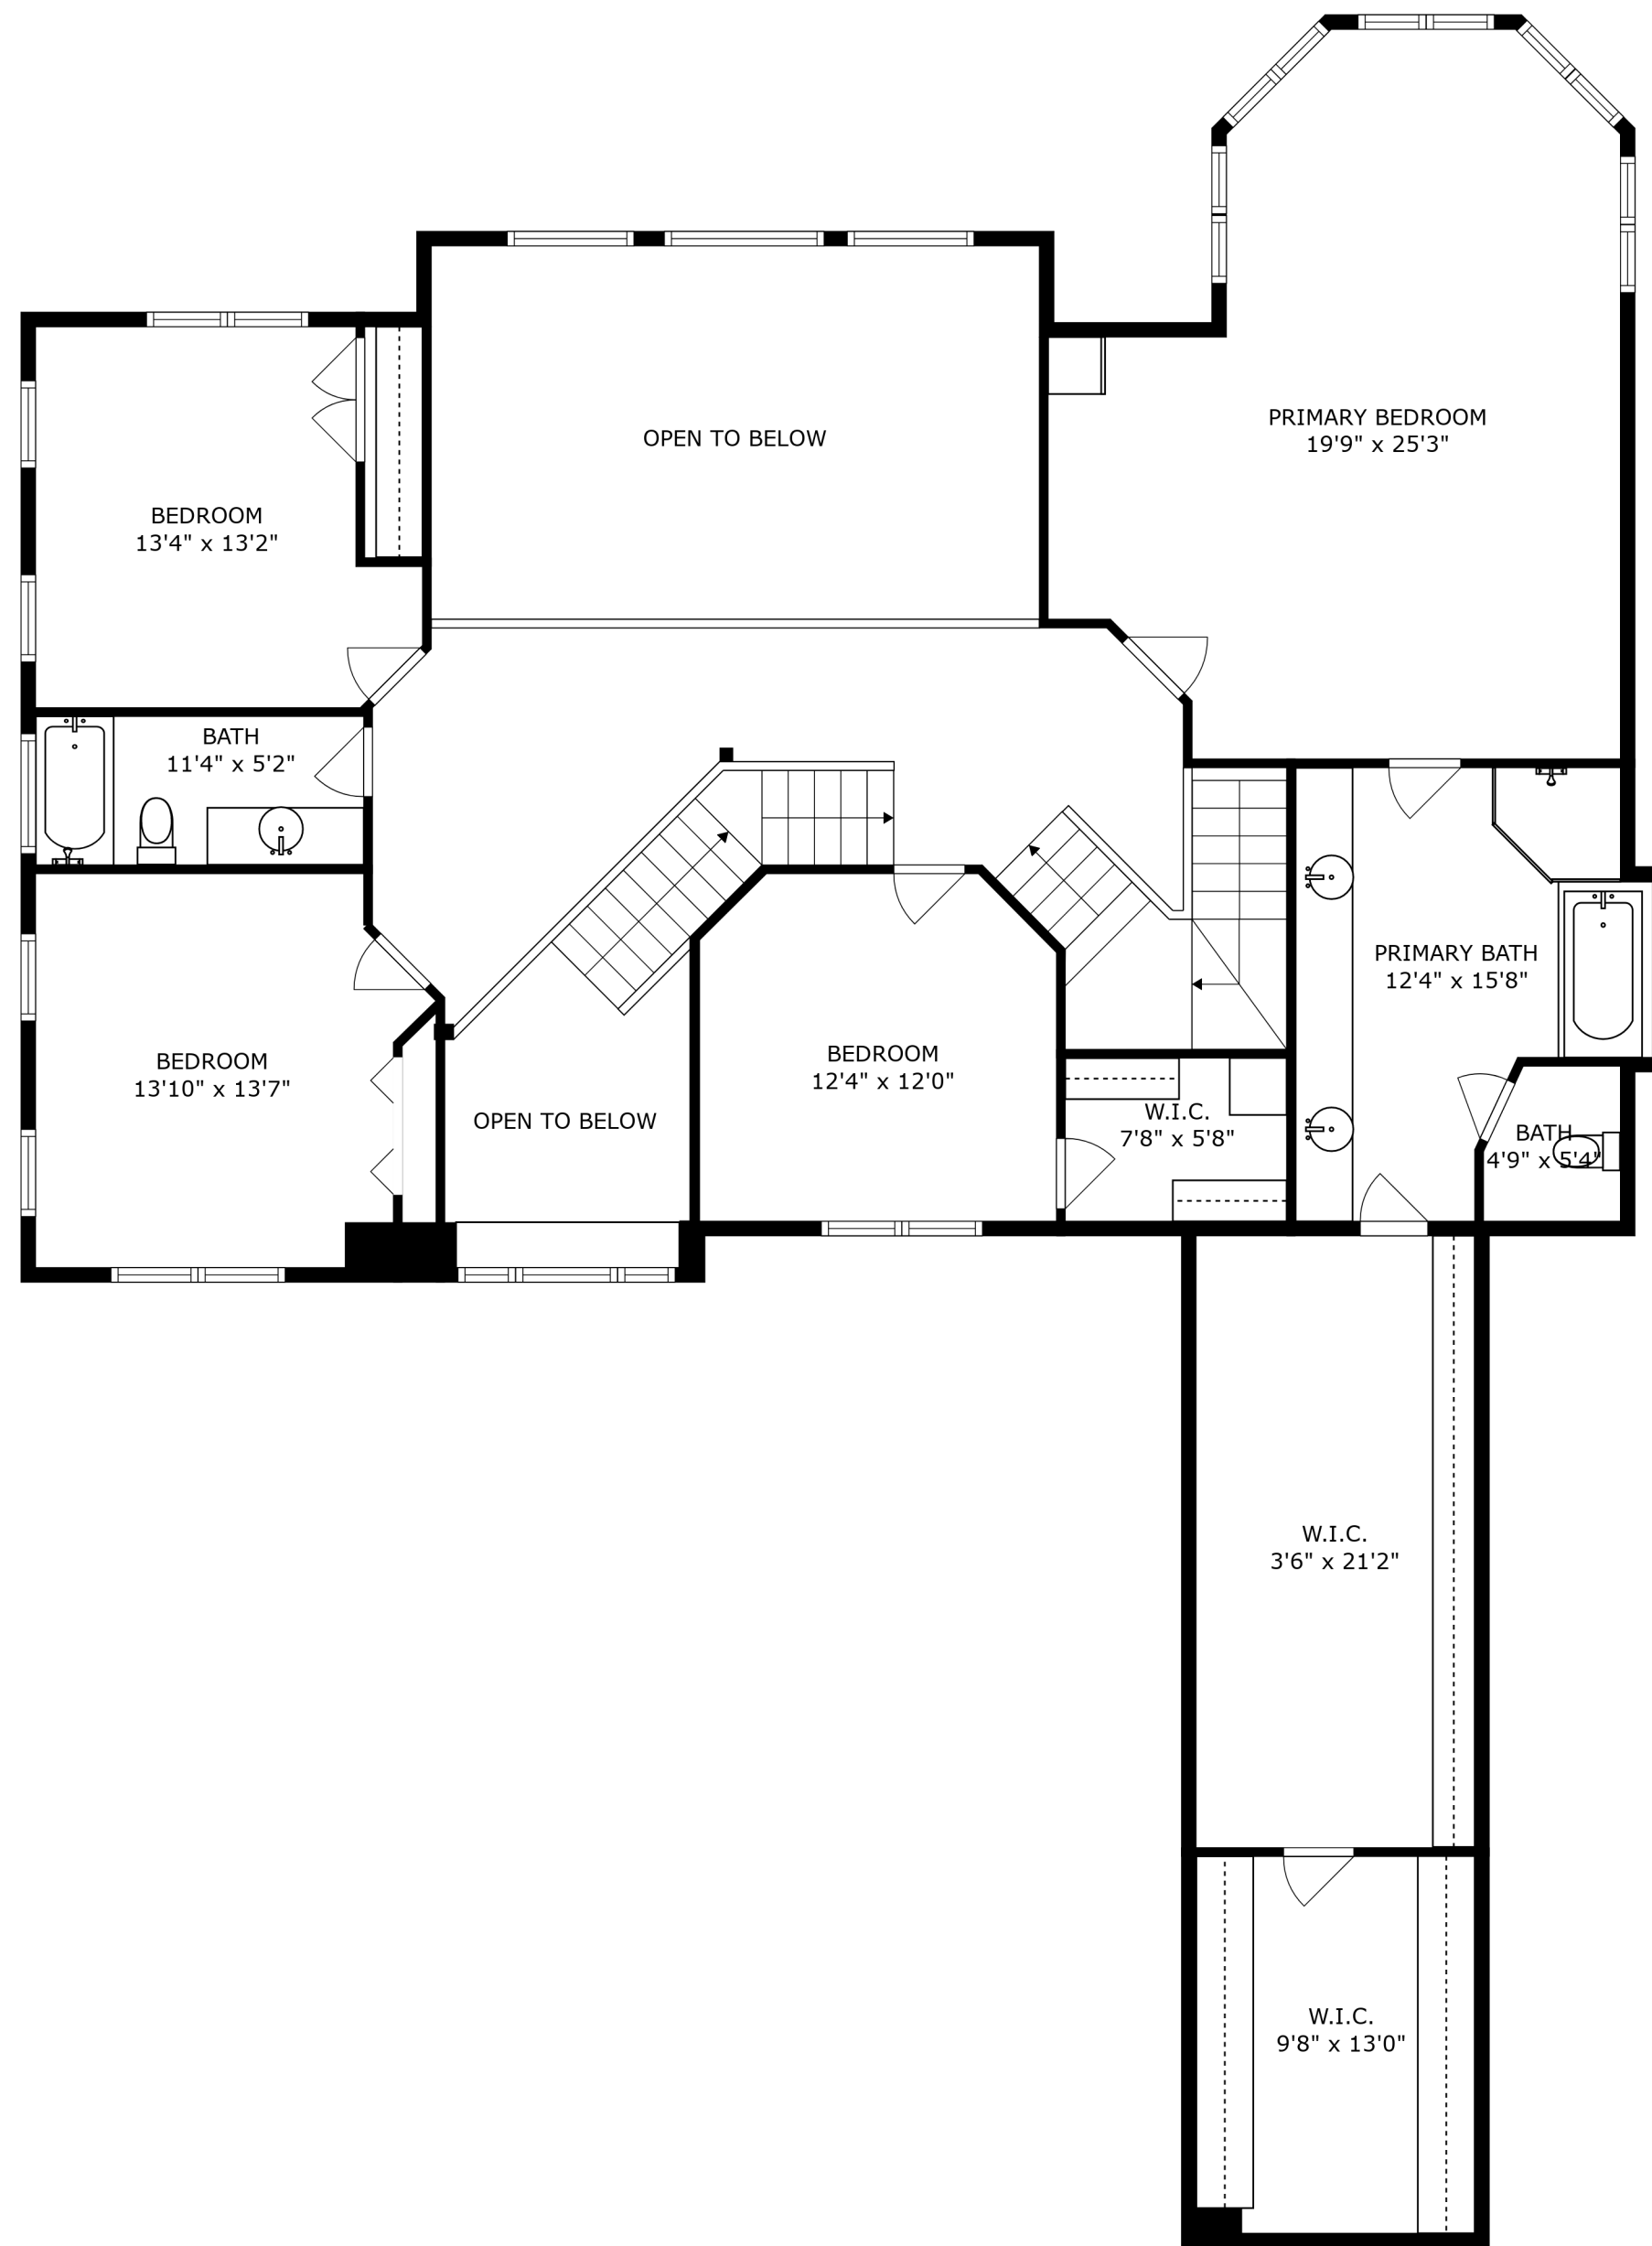 OPEN TO BELOW
PRIMARY BEDROOM
19'9" x 25'3"
BEDROOM
13'4" x 13'2"
BATH
11'4" x 5'2"
PRIMARY BATH
12'4" x 15'8"
BEDROOM
13'10" x 13'7"
OPEN TO BELOW
BEDROOM
12'4" x 12'0"
W.I.C.
7'8" x 5'8"
BATH
4'9" x 5'4"
W.I.C.
3'6" x 21'2"
W.I.C.
9'8" x 13'0"